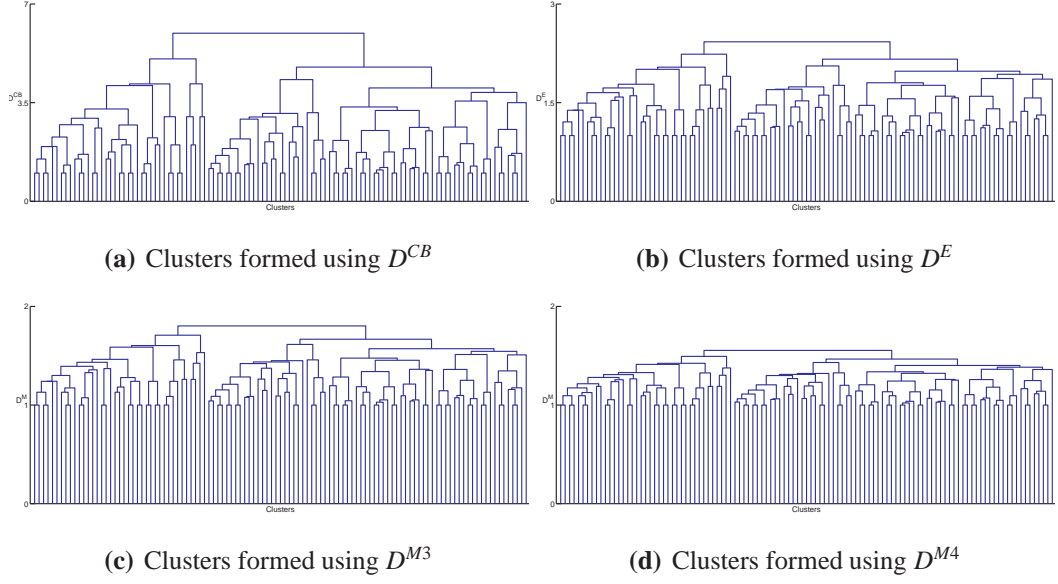 7
3.5
D^CB
0
Clusters
(a) Clusters formed using D^CB
3
1.5
D^E
0
Clusters
(b) Clusters formed using D^E
2
1
D^M
0
Clusters
(c) Clusters formed using D^M3
2
1
D^M
0
Clusters
(d) Clusters formed using D^M4